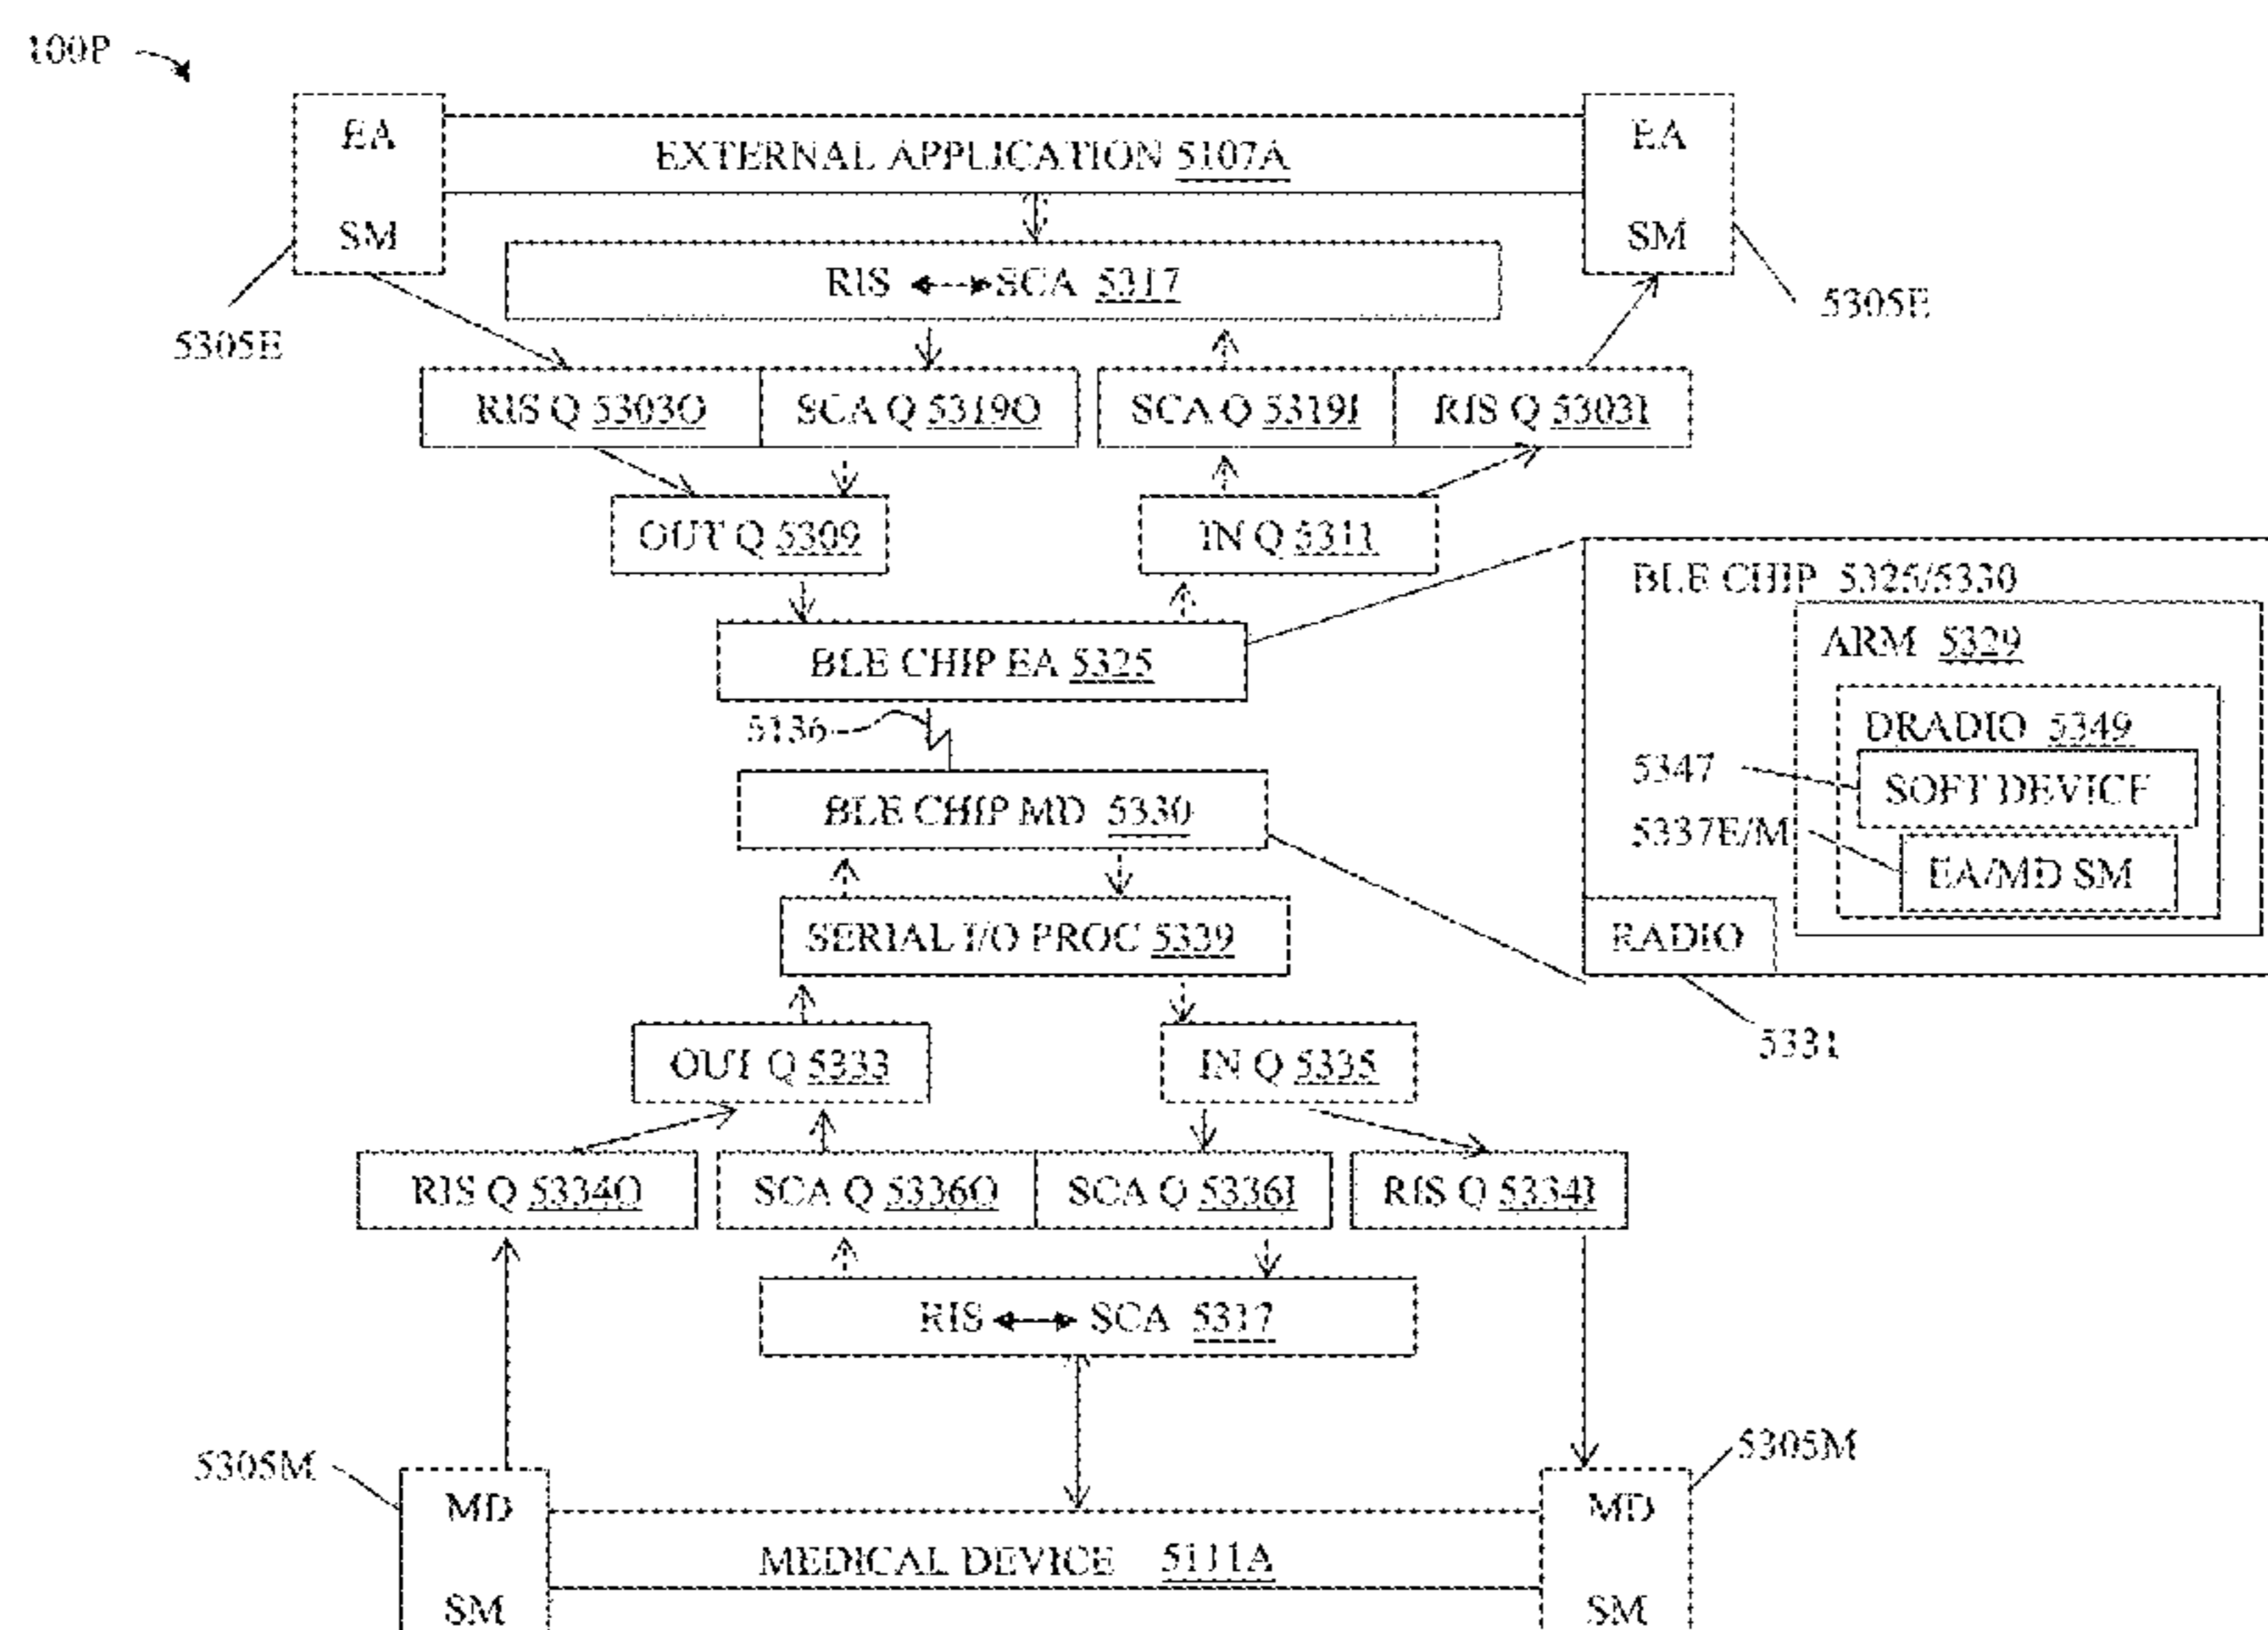 100P
EA
SM
EXTERNAL APPLICATION 5107A
EA
SM
RIS SCA 5317
5305E
5305E
RIS Q 5303O
SCA Q 5319O
SCA Q 5319I
RIS Q 5303I
OUT Q 5309
IN Q 5311
BLE CHIP 5325/5330
ARM 5329
BLE CHIP EA 5325
DRADIO 5349
5136
5347
SOFT DEVICE
BLE CHIP MD 5330
5337E/M
EA/MD SM
SERIAL I/O PROC 5339
RADIO
5331
OUT Q 5333
IN Q 5335
RIS Q 5334O
SCA Q 5336O
SCA Q 5336I
RIS Q 5334I
RIS SCA 5317
5305M
5305M
MD
SM
MEDICAL DEVICE 5111A
MD
SM